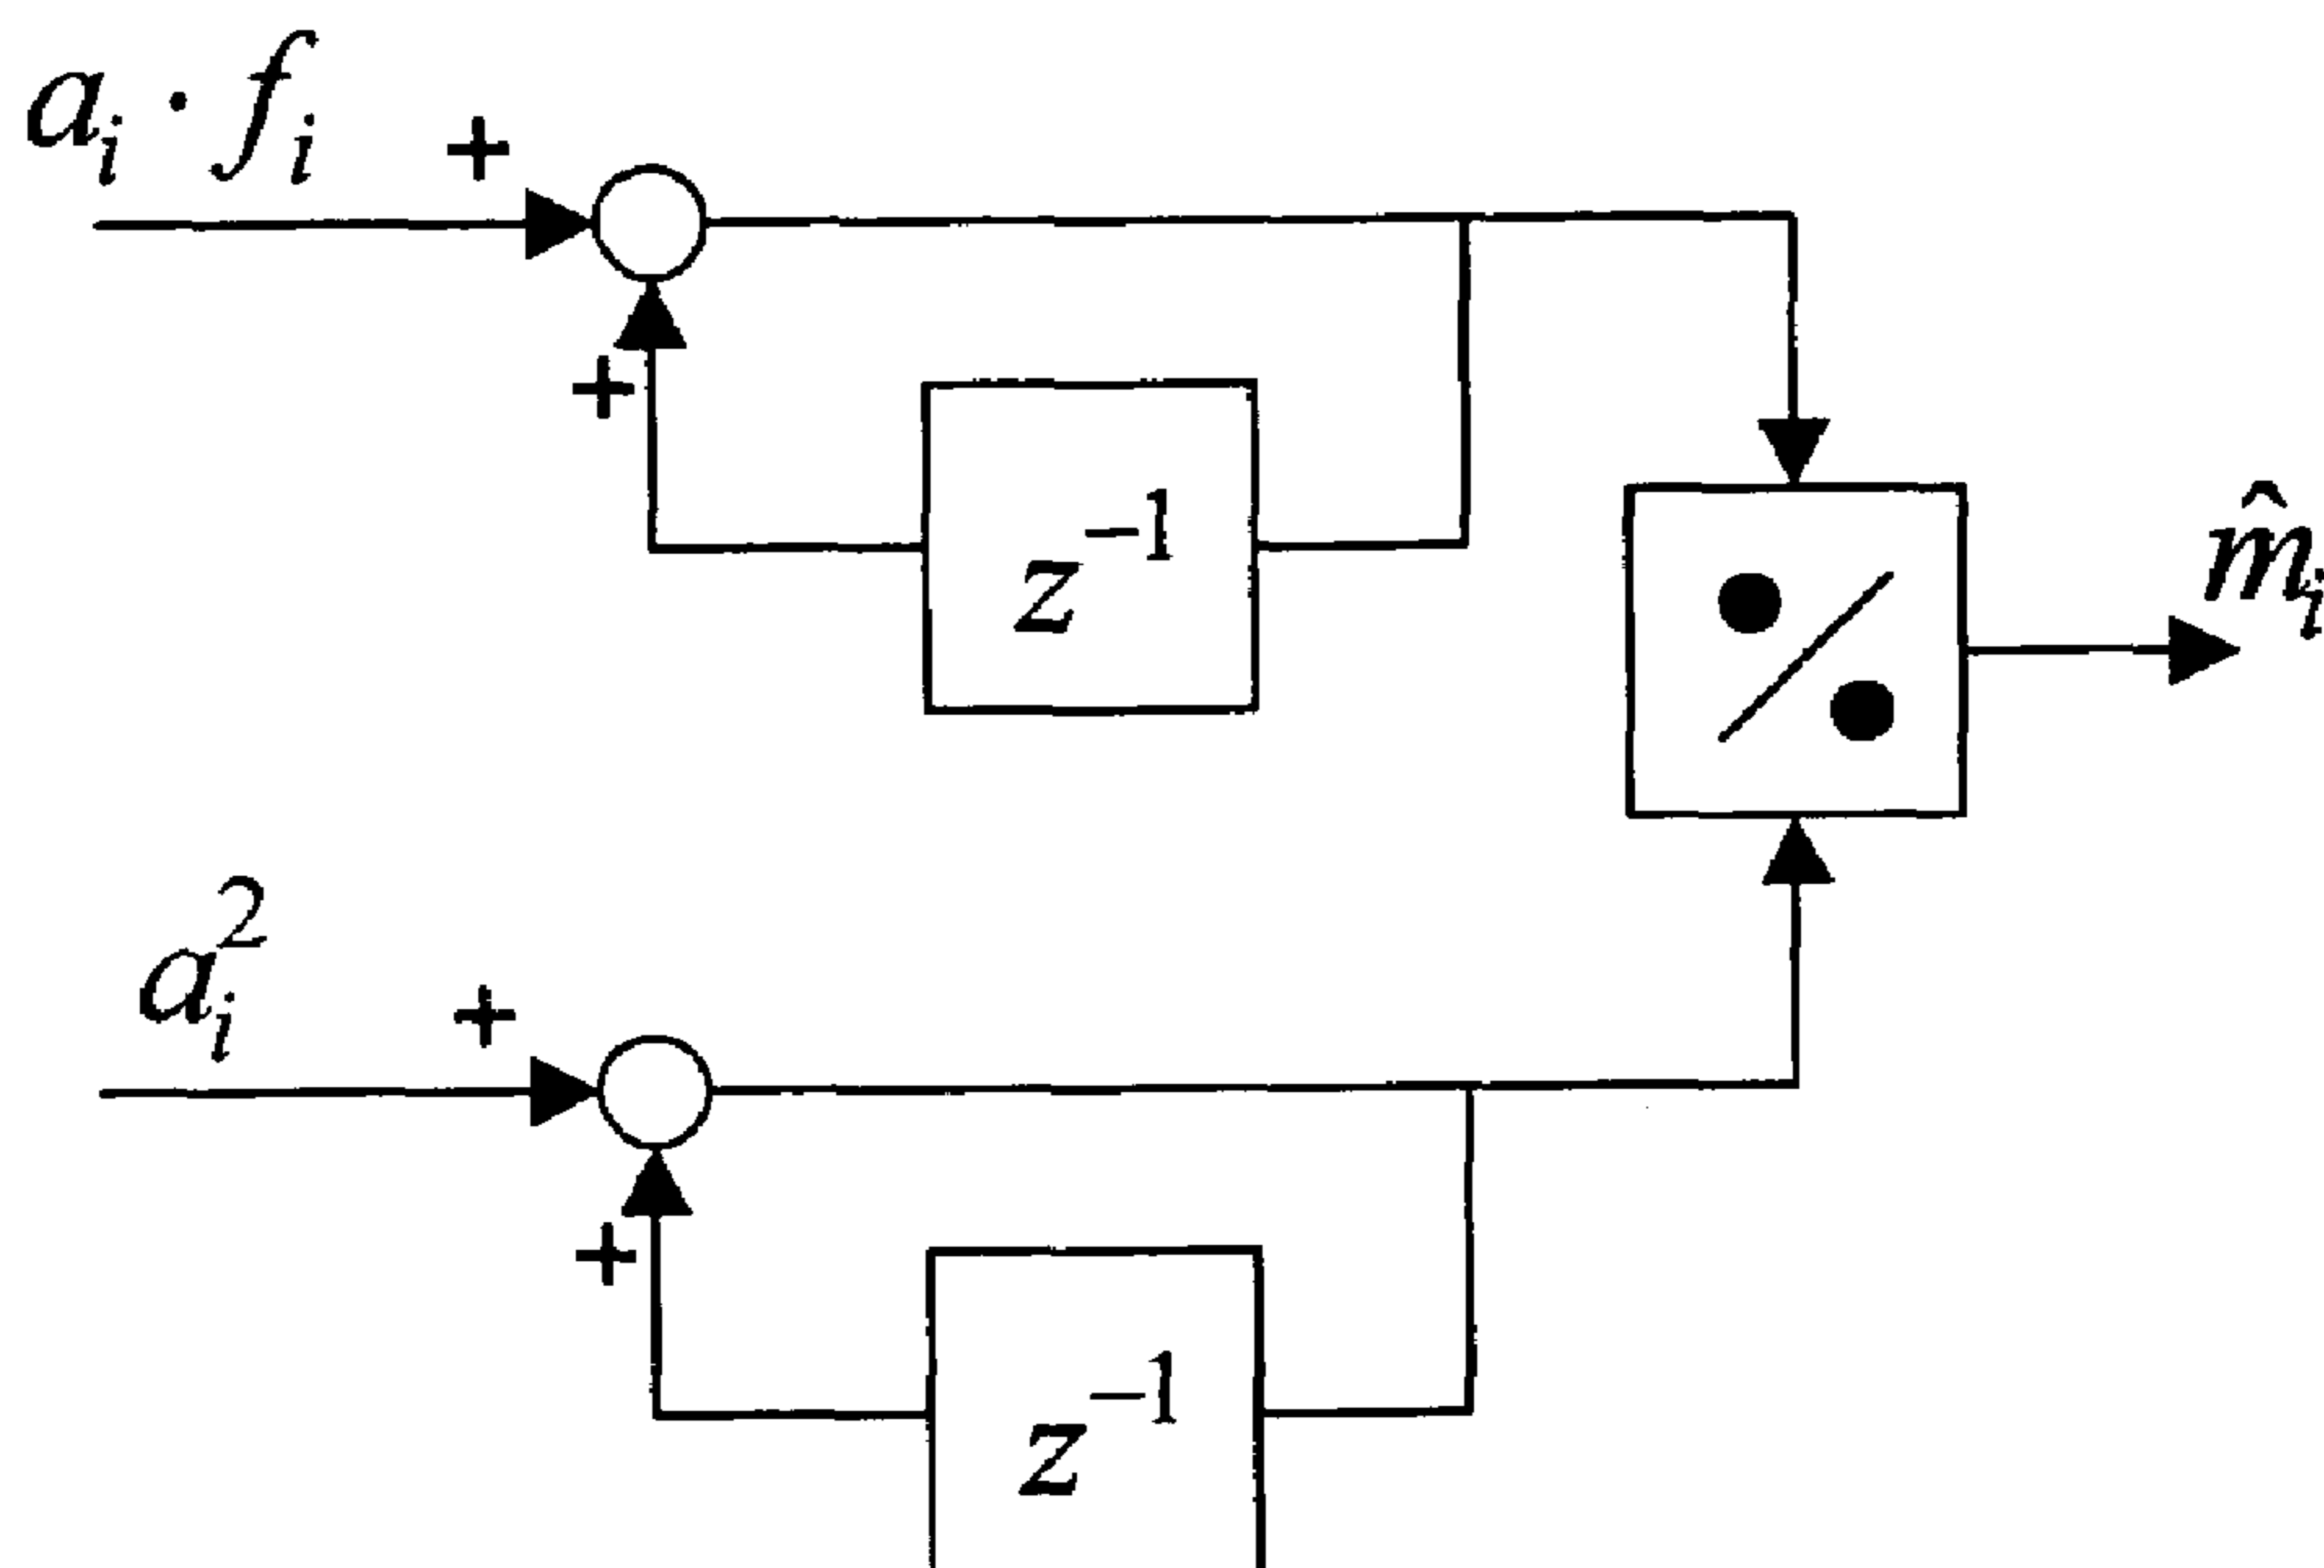 a_i · f_i
+
+
z^{-1}
m̂_i
a_i^2
+
+
z^{-1}